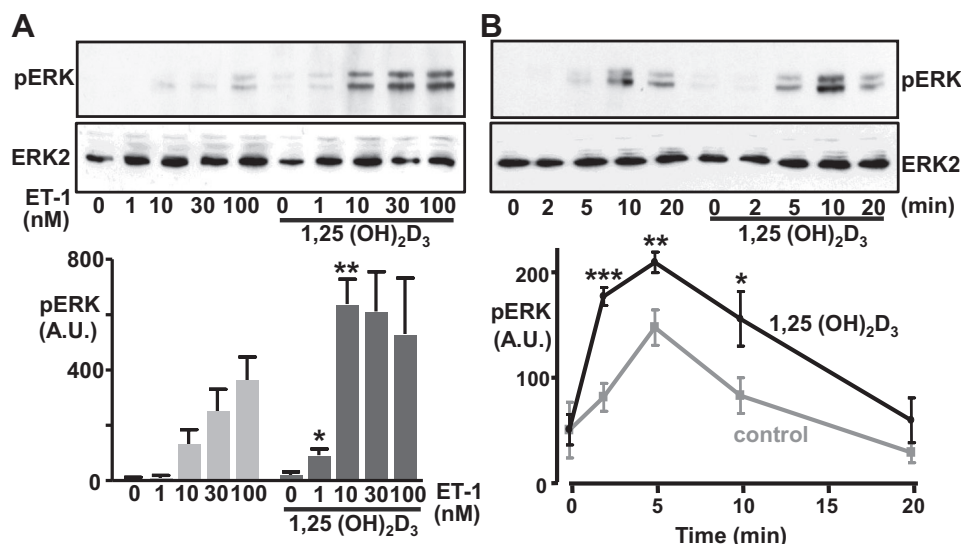 A
pERK
ERK2
ET-1
(nM)
0 1 10 30 100 0 1 10 30 100
1,25 (OH)₂D₃
800
pERK
(A.U.)
400
0
* **
0 1 10 30 100 0 1 10 30 100
ET-1
(nM)
1,25 (OH)₂D₃
B
pERK
ERK2
0 2 5 10 20 0 2 5 10 20 (min)
1,25 (OH)₂D₃
200
pERK
(A.U.)
100
0
*** ** *
1,25 (OH)₂D₃
control
0 5 10 15 20
Time (min)